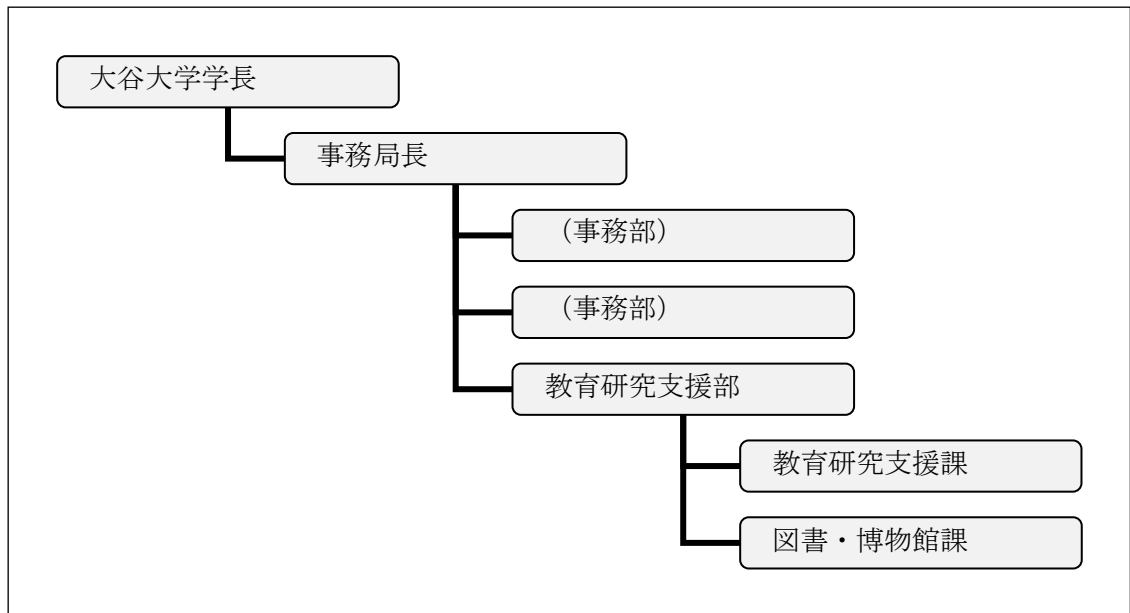 大谷大学学長
事務局長
（事務部）
（事務部）
教育研究支援部
教育研究支援課
図書・博物館課